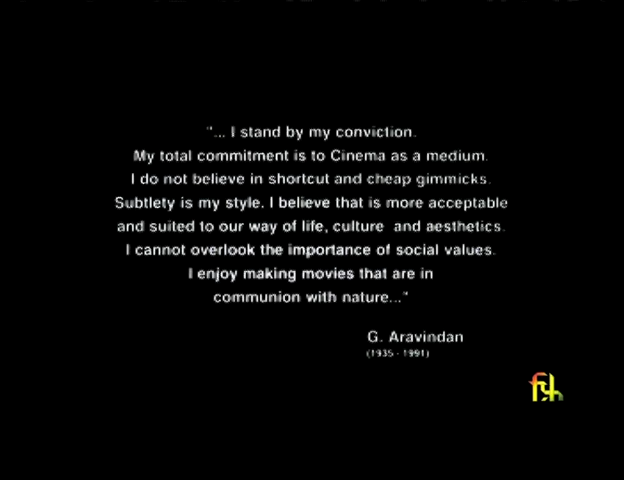 "... I stand by my conviction.
My total commitment is to Cinema as a medium.
I do not believe in shortcut and cheap gimmicks.
Subtlety is my style. I believe that is more acceptable
and suited to our way of life, culture and aesthetics.
I cannot overlook the importance of social values.
I enjoy making movies that are in
communion with nature..."
G. Aravindan
(1935 - 1991)